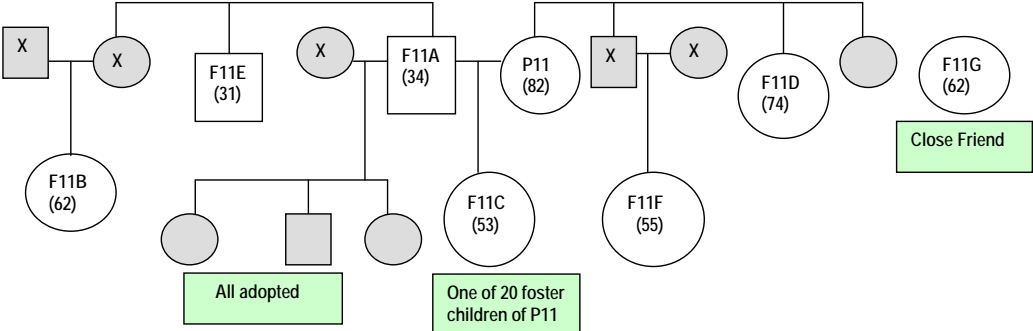 X
X
F11E
(31)
X
F11A
(34)
P11
(82)
X
X
F11D
(74)
F11G
(62)
Close Friend
F11B
(62)
F11C
(53)
F11F
(55)
All adopted
One of 20 foster
children of P11